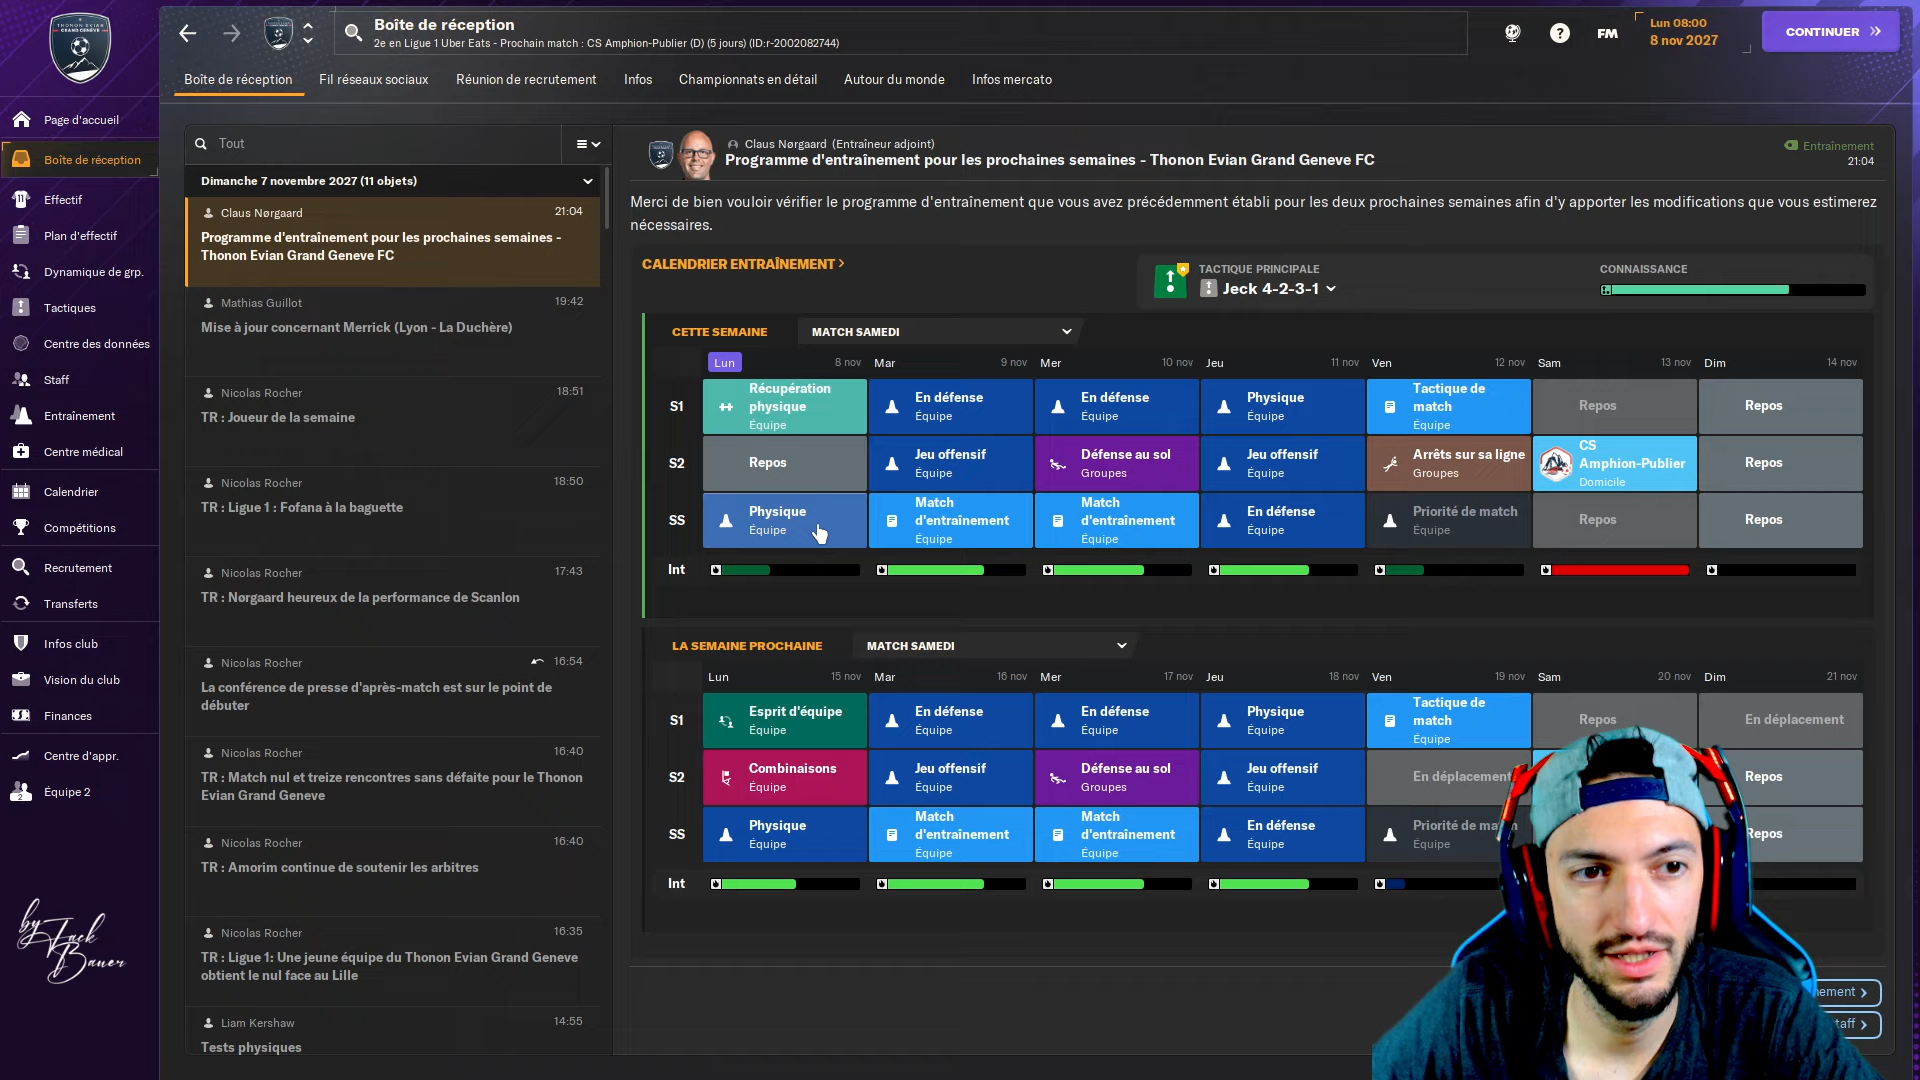 THONON EVIAN
GRAND GENÈVE
Boîte de réception
2e en Ligue 1 Uber Eats - Prochain match : CS Amphion-Publier (D) (5 jours) (ID:r-2002082744)
FM
Lun 08:00
8 nov 2027
CONTINUER
Boîte de réception
Fil réseaux sociaux
Réunion de recrutement
Infos
Championnats en détail
Autour du monde
Infos mercato
Page d'accueil
Boîte de réception
Effectif
Plan d'effectif
Dynamique de grp.
Tactiques
Centre des données
Staff
Entraînement
Centre médical
Calendrier
Compétitions
Recrutement
Transferts
Infos club
Vision du club
Finances
Centre d'appr.
Équipe 2
2
by Jack
Bauer
Tout
Dimanche 7 novembre 2027 (11 objets)
Claus Nørgaard 21:04
Programme d'entraînement pour les prochaines semaines -
Thonon Evian Grand Geneve FC
Mathias Guillot 19:42
Mise à jour concernant Merrick (Lyon - La Duchère)
Nicolas Rocher 18:51
TR : Joueur de la semaine
Nicolas Rocher 18:50
TR : Ligue 1 : Fofana à la baguette
Nicolas Rocher 17:43
TR : Nørgaard heureux de la performance de Scanlon
Nicolas Rocher 16:54
La conférence de presse d'après-match est sur le point de
débuter
Nicolas Rocher 16:40
TR : Match nul et treize rencontres sans défaite pour le Thonon
Evian Grand Geneve
Nicolas Rocher 16:40
TR : Amorim continue de soutenir les arbitres
Nicolas Rocher 16:35
TR : Ligue 1: Une jeune équipe du Thonon Evian Grand Geneve
obtient le nul face au Lille
Liam Kershaw 14:55
Tests physiques
Claus Nørgaard (Entraîneur adjoint)
Programme d'entraînement pour les prochaines semaines - Thonon Evian Grand Geneve FC
Entraînement
21:04
Merci de bien vouloir vérifier le programme d'entraînement que vous avez précédemment établi pour les deux prochaines semaines afin d'y apporter les modifications que vous estimerez
nécessaires.
CALENDRIER ENTRAÎNEMENT >
TACTIQUE PRINCIPALE
Jeck 4-2-3-1
CONNAISSANCE
CETTE SEMAINE
MATCH SAMEDI
Lun 8 nov Mar 9 nov Mer 10 nov Jeu 11 nov Ven 12 nov Sam 13 nov Dim 14 nov
S1
Récupération physique Équipe
En défense Équipe
En défense Équipe
Physique Équipe
Tactique de match Équipe
Repos
Repos
S2
Repos
Jeu offensif Équipe
Défense au sol Groupes
Jeu offensif Équipe
Arrêts sur sa ligne Groupes
CS Amphion-Publier Domicile
Repos
SS
Physique Équipe
Match d'entraînement Équipe
Match d'entraînement Équipe
En défense Équipe
Priorité de match Équipe
Repos
Repos
Int
LA SEMAINE PROCHAINE
MATCH SAMEDI
Lun 15 nov Mar 16 nov Mer 17 nov Jeu 18 nov Ven 19 nov Sam 20 nov Dim 21 nov
S1
Esprit d'équipe Équipe
En défense Équipe
En défense Équipe
Physique Équipe
Tactique de match Équipe
Repos
En déplacement
S2
Combinaisons Équipe
Jeu offensif Équipe
Défense au sol Groupes
Jeu offensif Équipe
En déplacement
Repos
SS
Physique Équipe
Match d'entraînement Équipe
Match d'entraînement Équipe
En défense Équipe
Priorité de match Équipe
Repos
Int